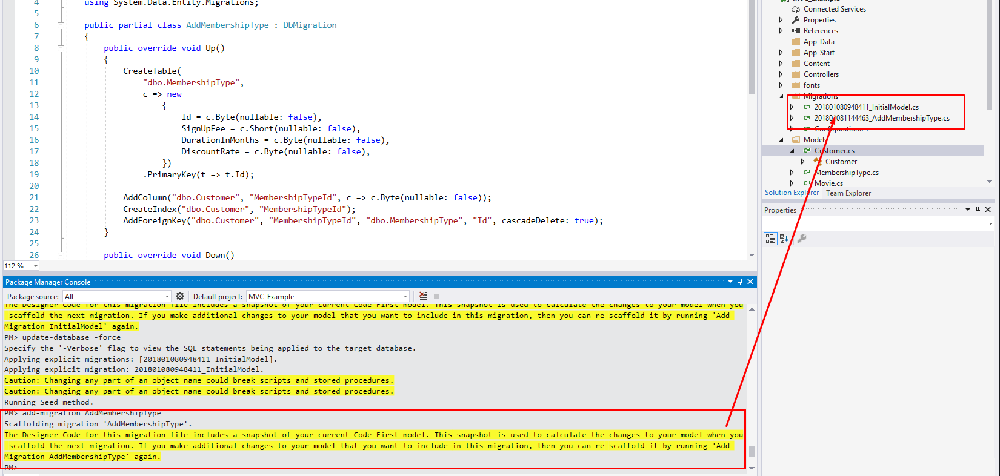 4 using System.Data.Entity.Migrations;
5
6 public partial class AddMembershipType : DbMigration
7 {
8 public override void Up()
9 {
10 CreateTable(
11 "dbo.MembershipType",
12 c => new
13 {
14 Id = c.Byte(nullable: false),
15 SignUpFee = c.Short(nullable: false),
16 DurationInMonths = c.Byte(nullable: false),
17 DiscountRate = c.Byte(nullable: false),
18 })
19 .PrimaryKey(t => t.Id);
20
21 AddColumn("dbo.Customer", "MembershipTypeId", c => c.Byte(nullable: false));
22 CreateIndex("dbo.Customer", "MembershipTypeId");
23 AddForeignKey("dbo.Customer", "MembershipTypeId", "dbo.MembershipType", "Id", cascadeDelete: true);
24 }
25
26 public override void Down()
112 %
Package Manager Console
Package source: All Default project: MVC_Example
The Designer Code for this migration file includes a snapshot of your current Code First model. This snapshot is used to calculate the changes to your model when you
scaffold the next migration. If you make additional changes to your model that you want to include in this migration, then you can re-scaffold it by running 'Add-
Migration InitialModel' again.
PM> update-database -force
Specify the '-Verbose' flag to view the SQL statements being applied to the target database.
Applying explicit migrations: [201801080948411_InitialModel].
Applying explicit migration: 201801080948411_InitialModel.
Caution: Changing any part of an object name could break scripts and stored procedures.
Caution: Changing any part of an object name could break scripts and stored procedures.
Running Seed method.
PM> add-migration AddMembershipType
Scaffolding migration 'AddMembershipType'.
The Designer Code for this migration file includes a snapshot of your current Code First model. This snapshot is used to calculate the changes to your model when you
scaffold the next migration. If you make additional changes to your model that you want to include in this migration, then you can re-scaffold it by running 'Add-
Migration AddMembershipType' again.
PM>
MVC_Example
Connected Services
Properties
References
App_Data
App_Start
Content
Controllers
fonts
Migrations
C# 201801080948411_InitialModel.cs
C# 201801081144463_AddMembershipType.cs
C# Configuration.cs
Models
C# Customer.cs
Customer
C# MembershipType.cs
C# Movie.cs
Solution Explorer Team Explorer
Properties